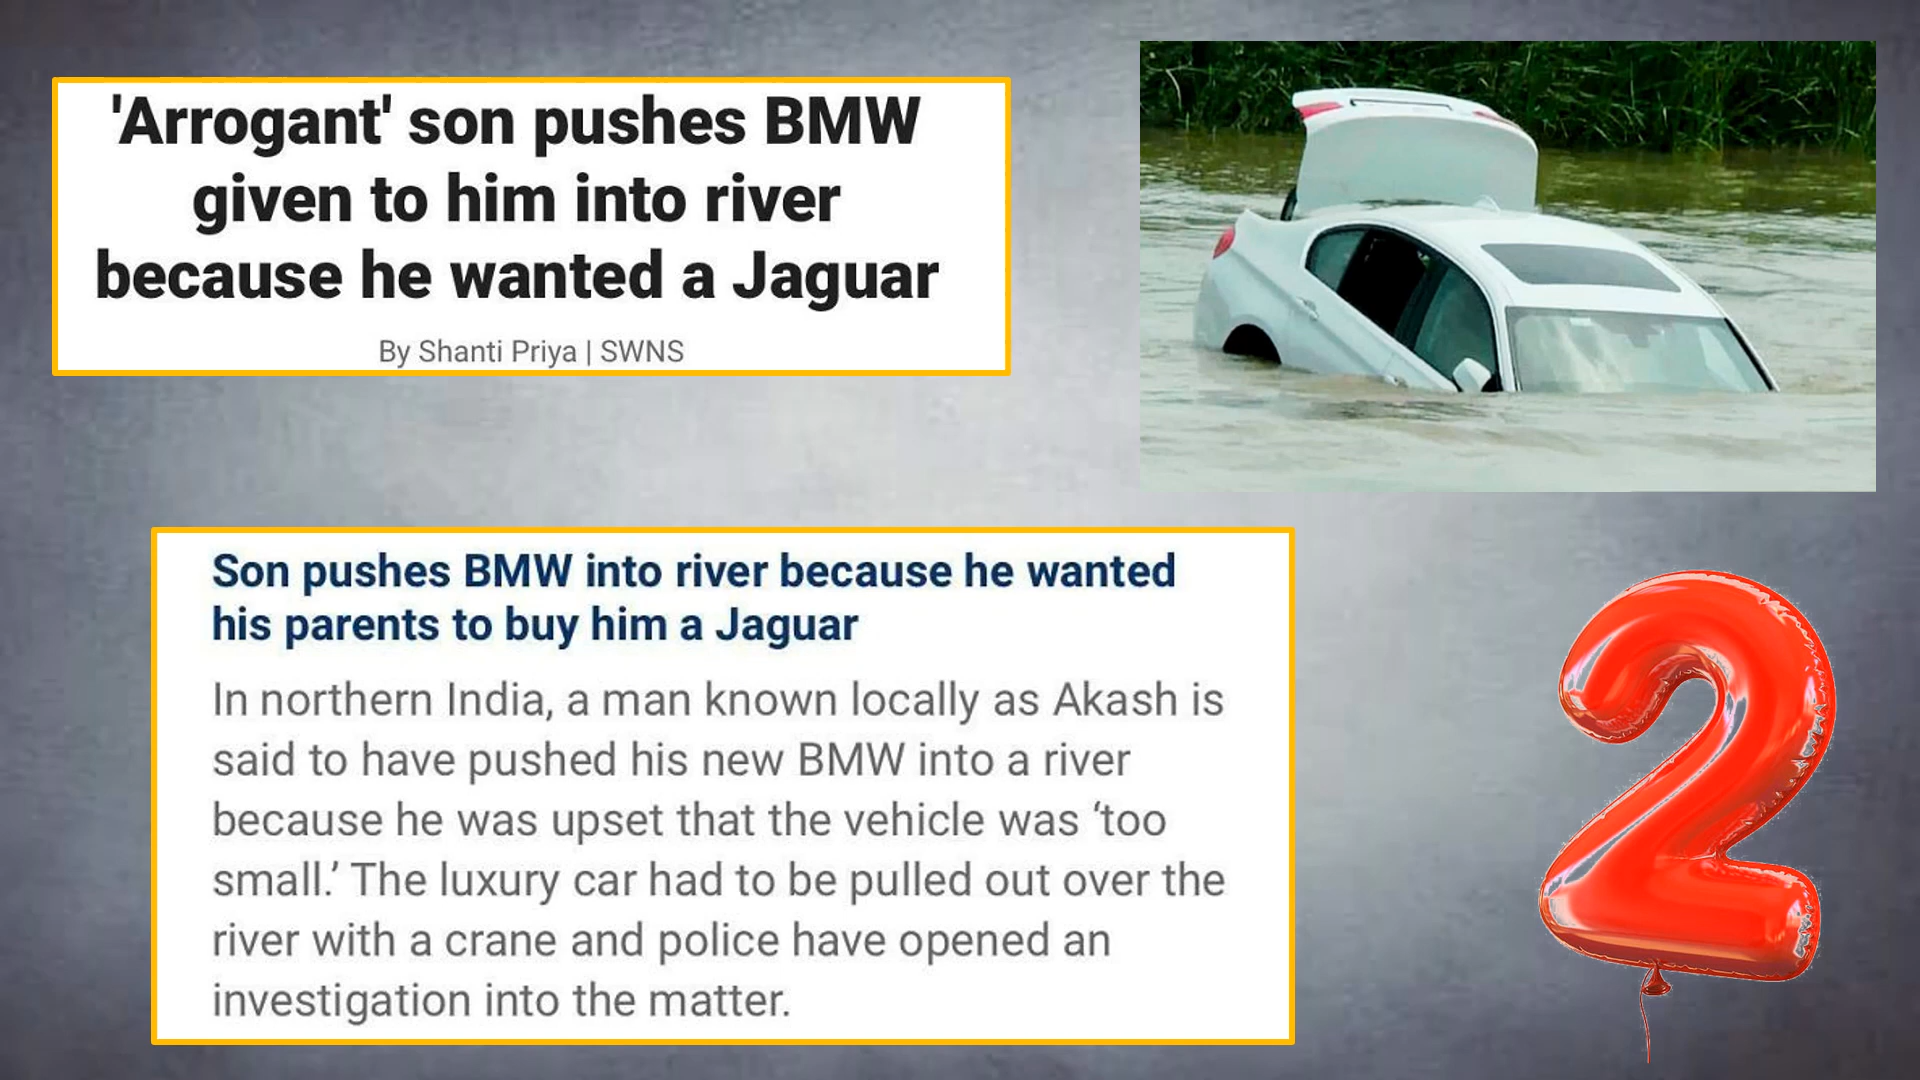 'Arrogant' son pushes BMW
given to him into river
because he wanted a Jaguar
By Shanti Priya | SWNS
Son pushes BMW into river because he wanted
his parents to buy him a Jaguar
In northern India, a man known locally as Akash is
said to have pushed his new BMW into a river
because he was upset that the vehicle was ‘too
small.’ The luxury car had to be pulled out over the
river with a crane and police have opened an
investigation into the matter.
2